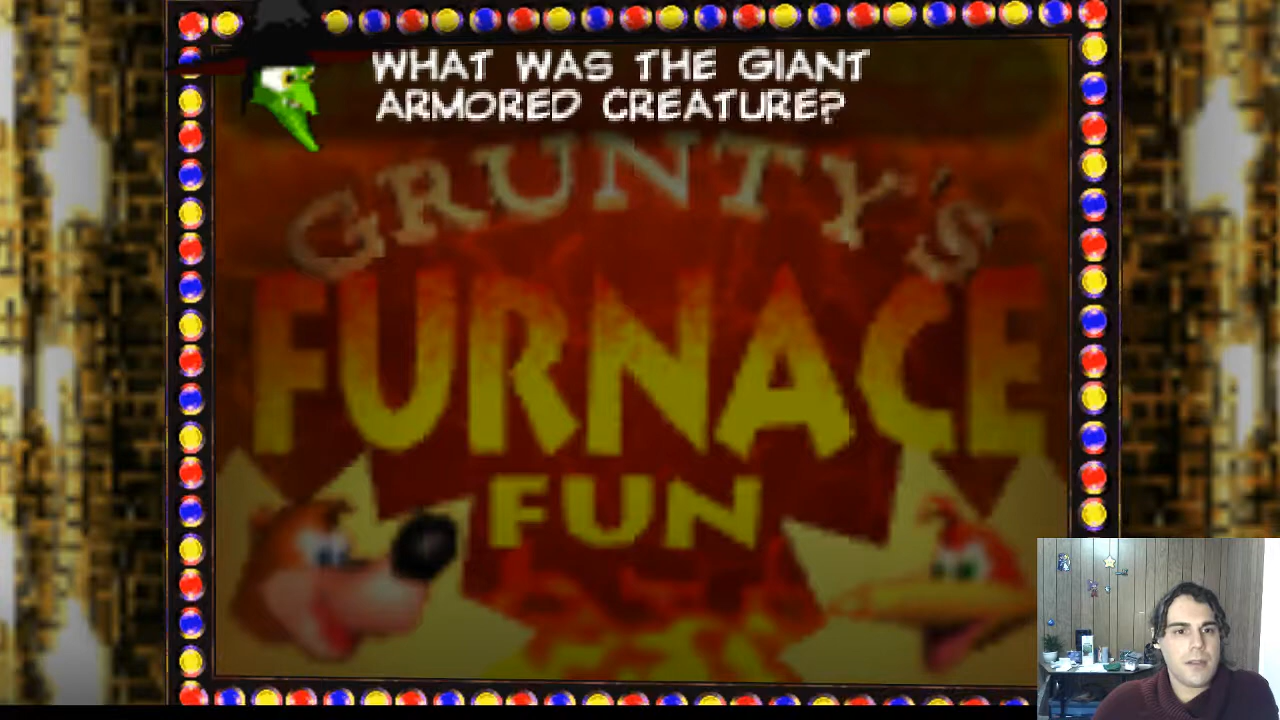 WHAT WAS THE GIANT
ARMORED CREATURE?
GRUNTY'S
FURNACE
FUN